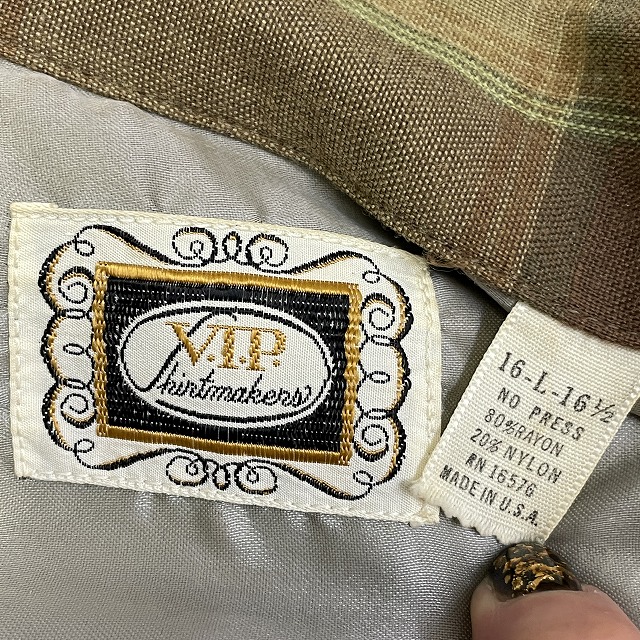 V.I.P.
Shirtmakers
16-L-16½
NO PRESS
80% RAYON
20% NYLON
RN 16576
MADE IN U.S.A.